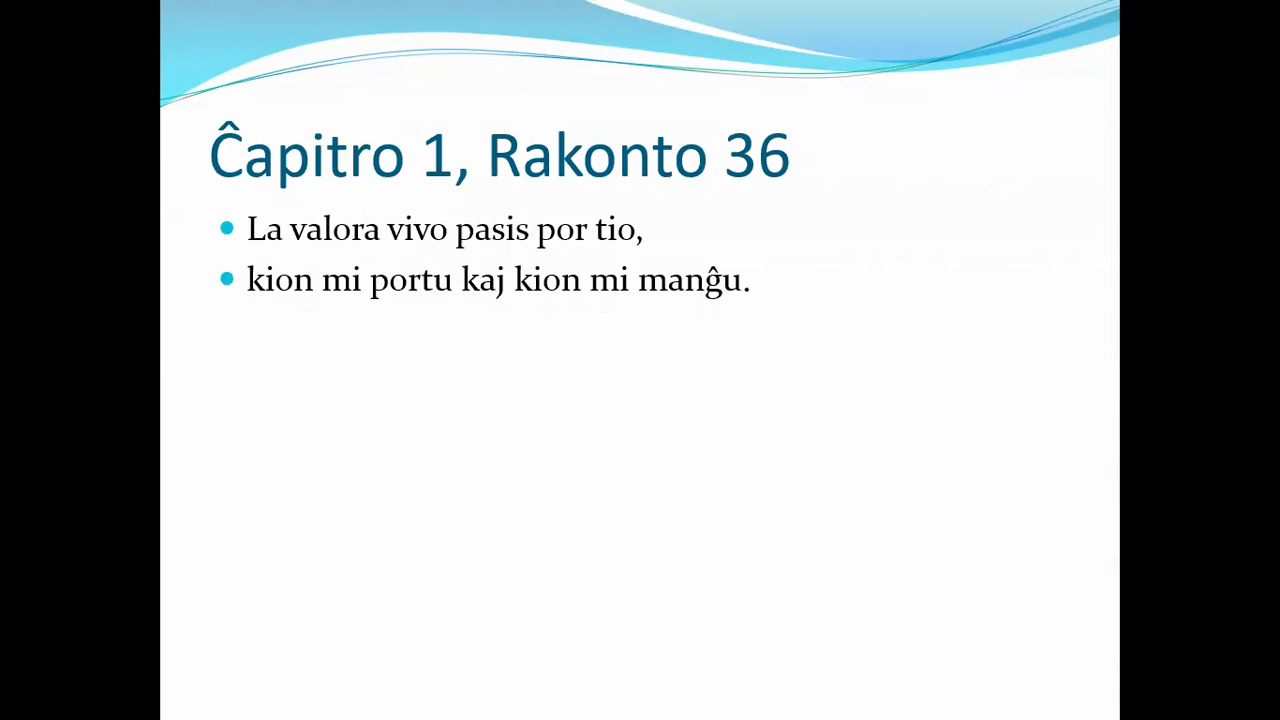 Ĉapitro 1, Rakonto 36
La valora vivo pasis por tio,
kion mi portu kaj kion mi manĝu.